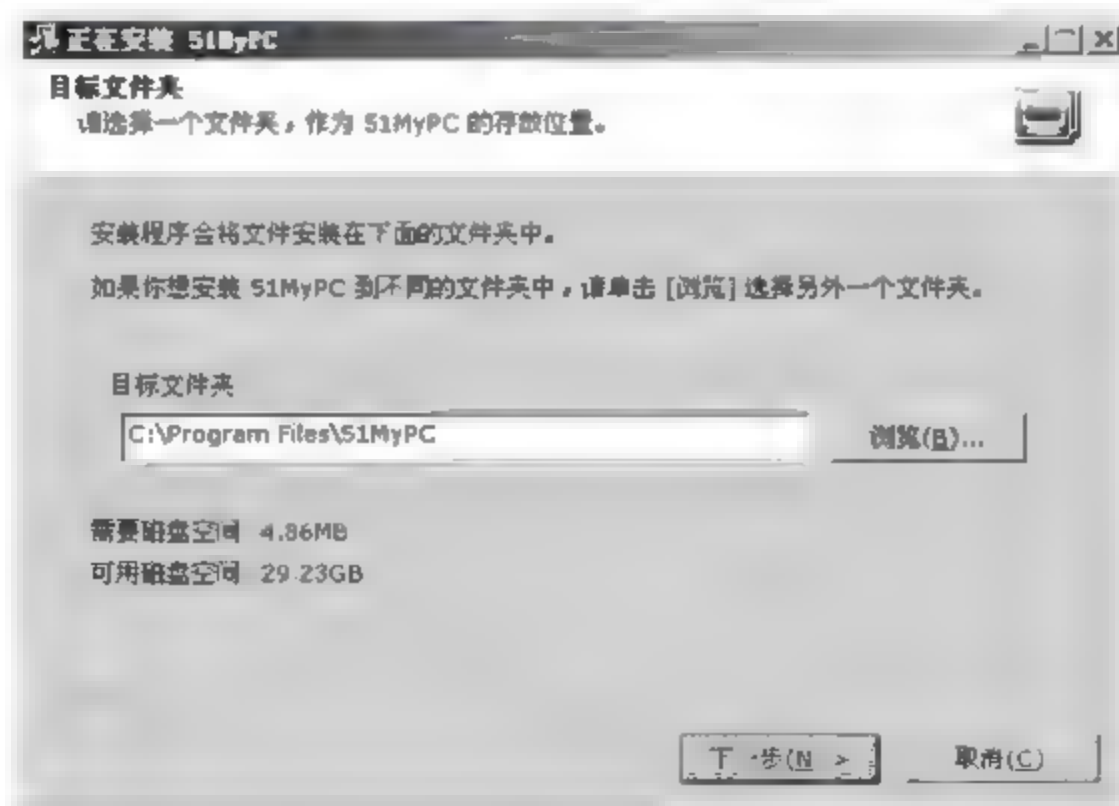 正在安装 51MyPC
目标文件夹
请选择一个文件夹，作为 51MyPC 的存放位置。
安装程序会将文件安装在下面的文件夹中。
如果你想安装 51MyPC 到不同的文件夹中，请单击 [浏览] 选择另外一个文件夹。
目标文件夹
C:\Program Files\51MyPC
浏览(B)...
需要磁盘空间 4.86MB
可用磁盘空间 29.23GB
下一步(N >
取消(C)